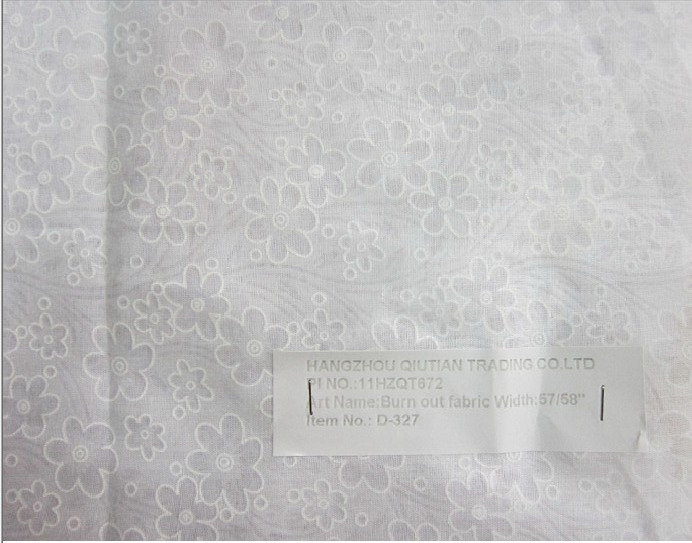 HANGZHOU QIUTIAN TRADING CO.LTD
PI NO.:11HZQT672
Art Name:Burn out fabric Width:57/58"
Item No.: D-327